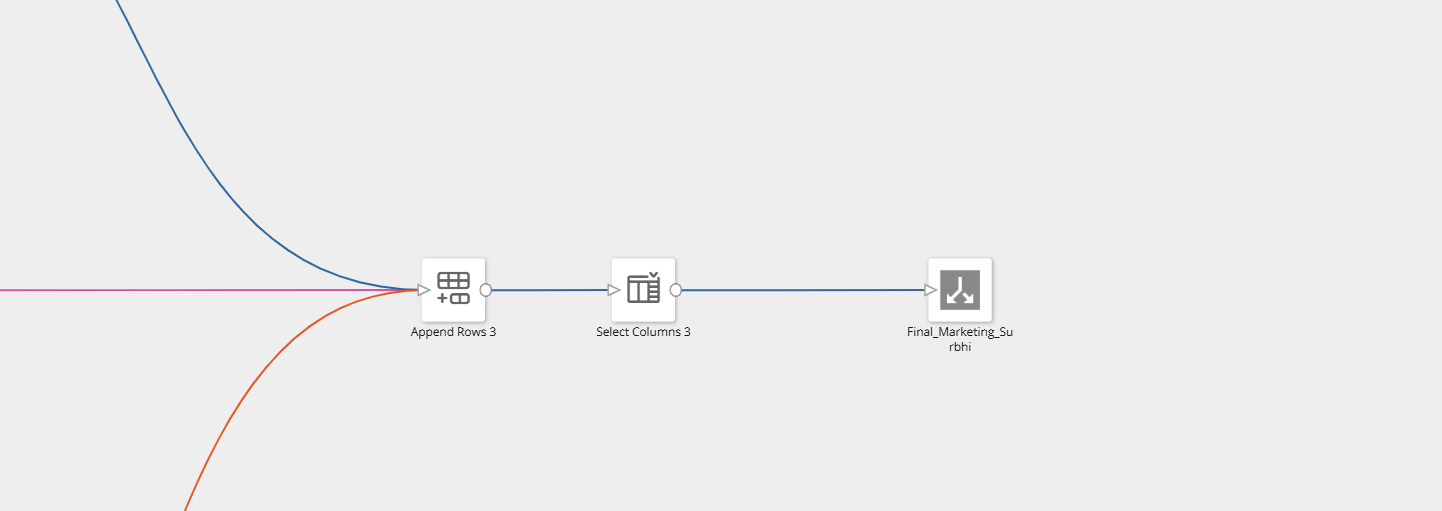 Append Rows 3
Select Columns 3
Final_Marketing_Su
rbhi